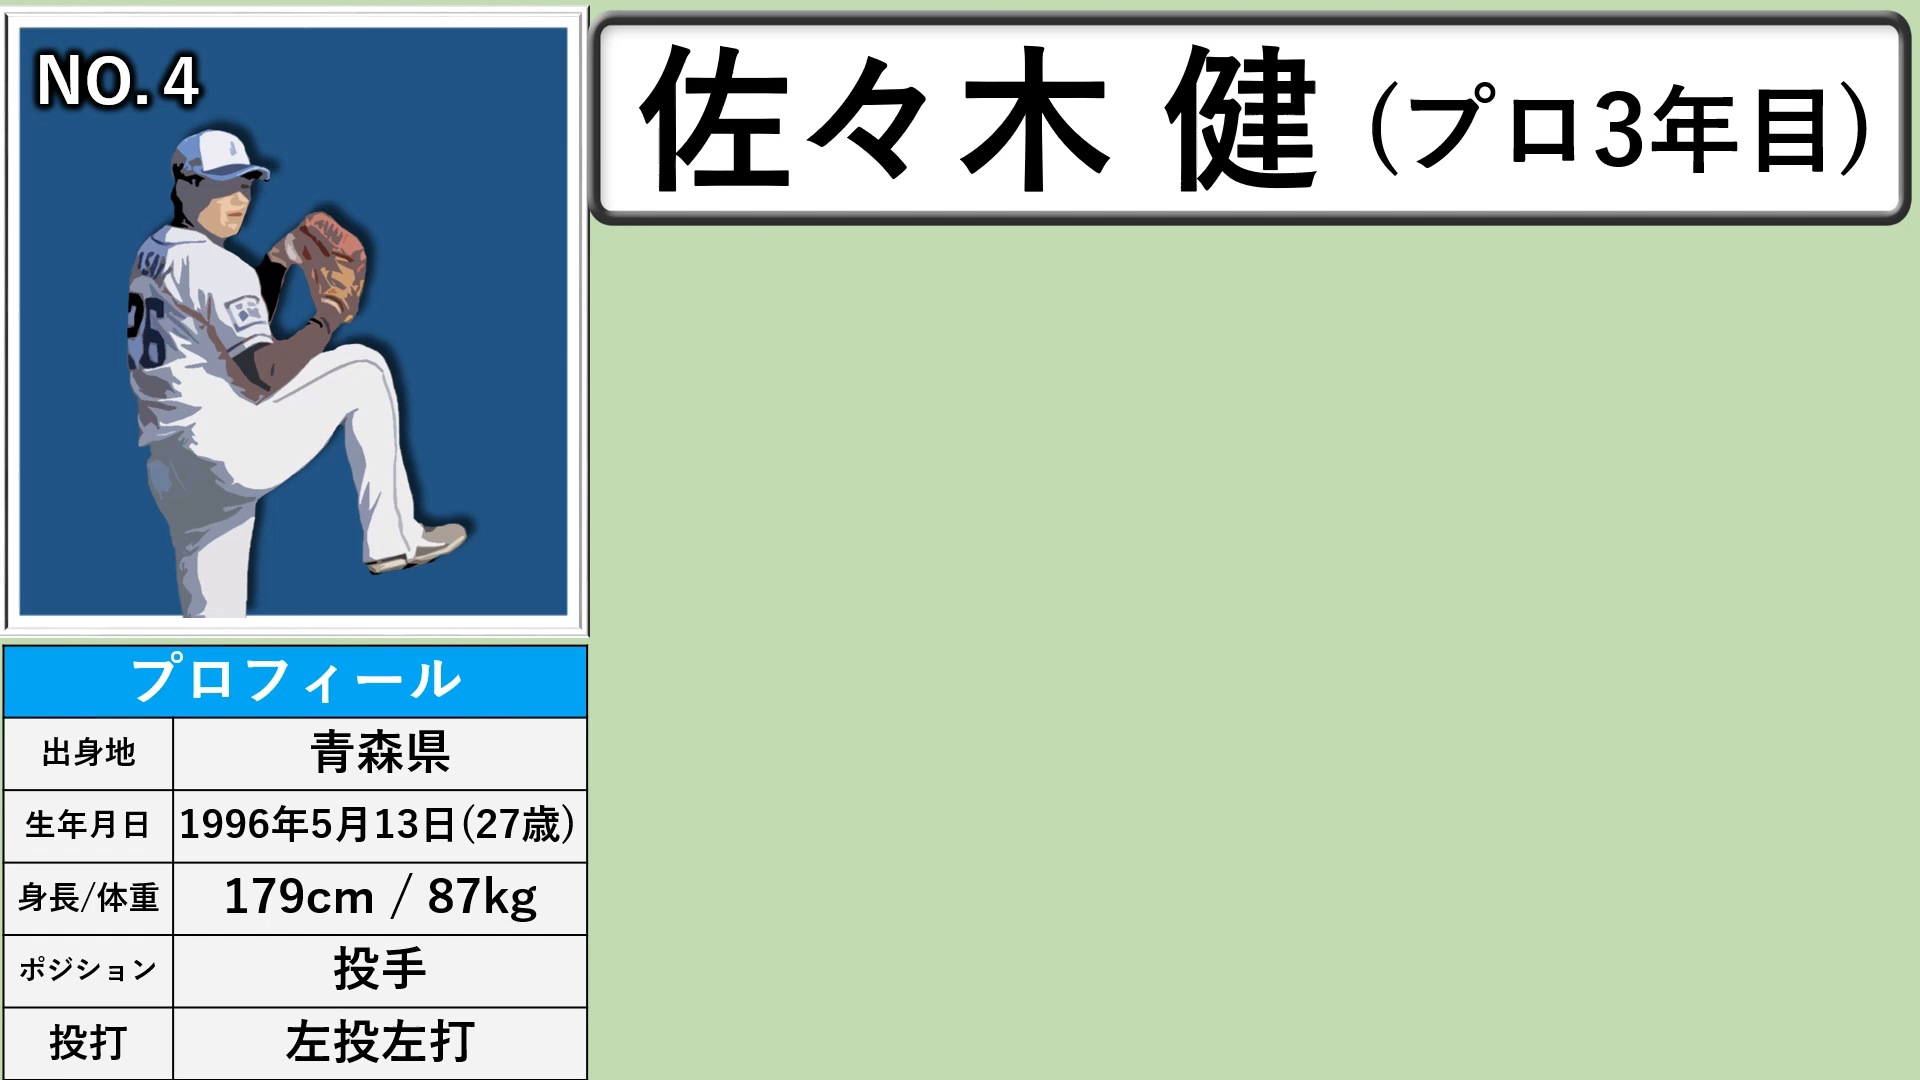 NO.4
佐々木 健 (プロ3年目)
26
プロフィール
出身地 青森県
生年月日 1996年5月13日(27歳)
身長/体重 179cm / 87kg
ポジション 投手
投打 左投左打